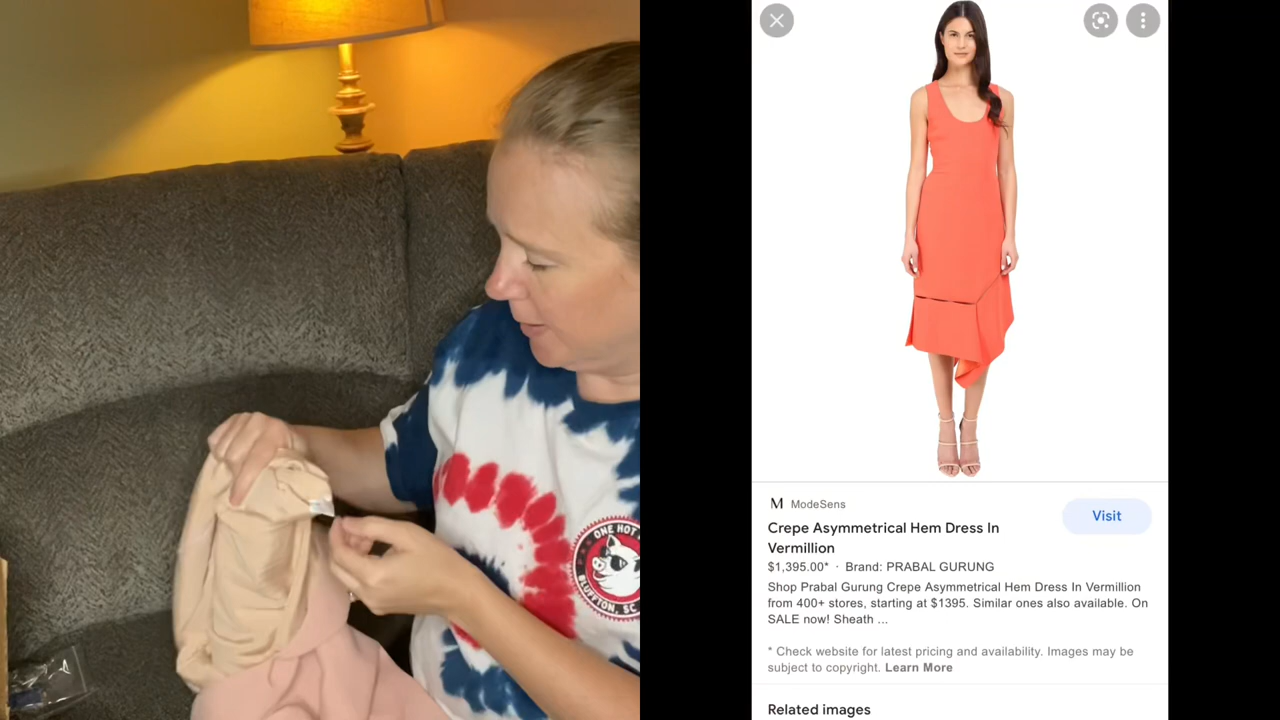 ONE HOT
BLUFFTON, SC
M ModeSens
Crepe Asymmetrical Hem Dress In
Vermillion
Visit
$1,395.00* · Brand: PRABAL GURUNG
Shop Prabal Gurung Crepe Asymmetrical Hem Dress In Vermillion
from 400+ stores, starting at $1395. Similar ones also available. On
SALE now! Sheath ...
* Check website for latest pricing and availability. Images may be
subject to copyright. Learn More
Related images